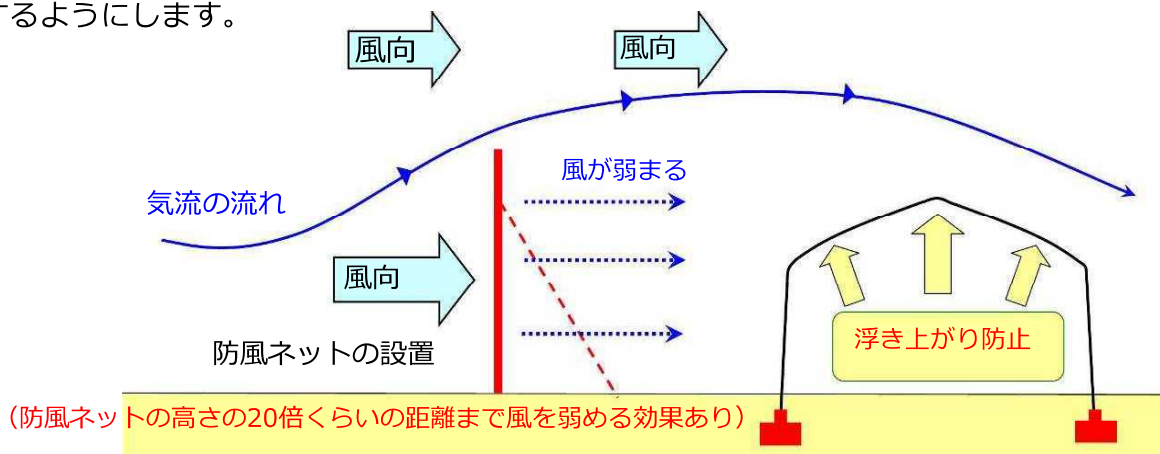 するようにします。
風向
風向
風が弱まる
気流の流れ
風向
浮き上がり防止
防風ネットの設置
（防風ネットの高さの20倍くらいの距離まで風を弱める効果あり）